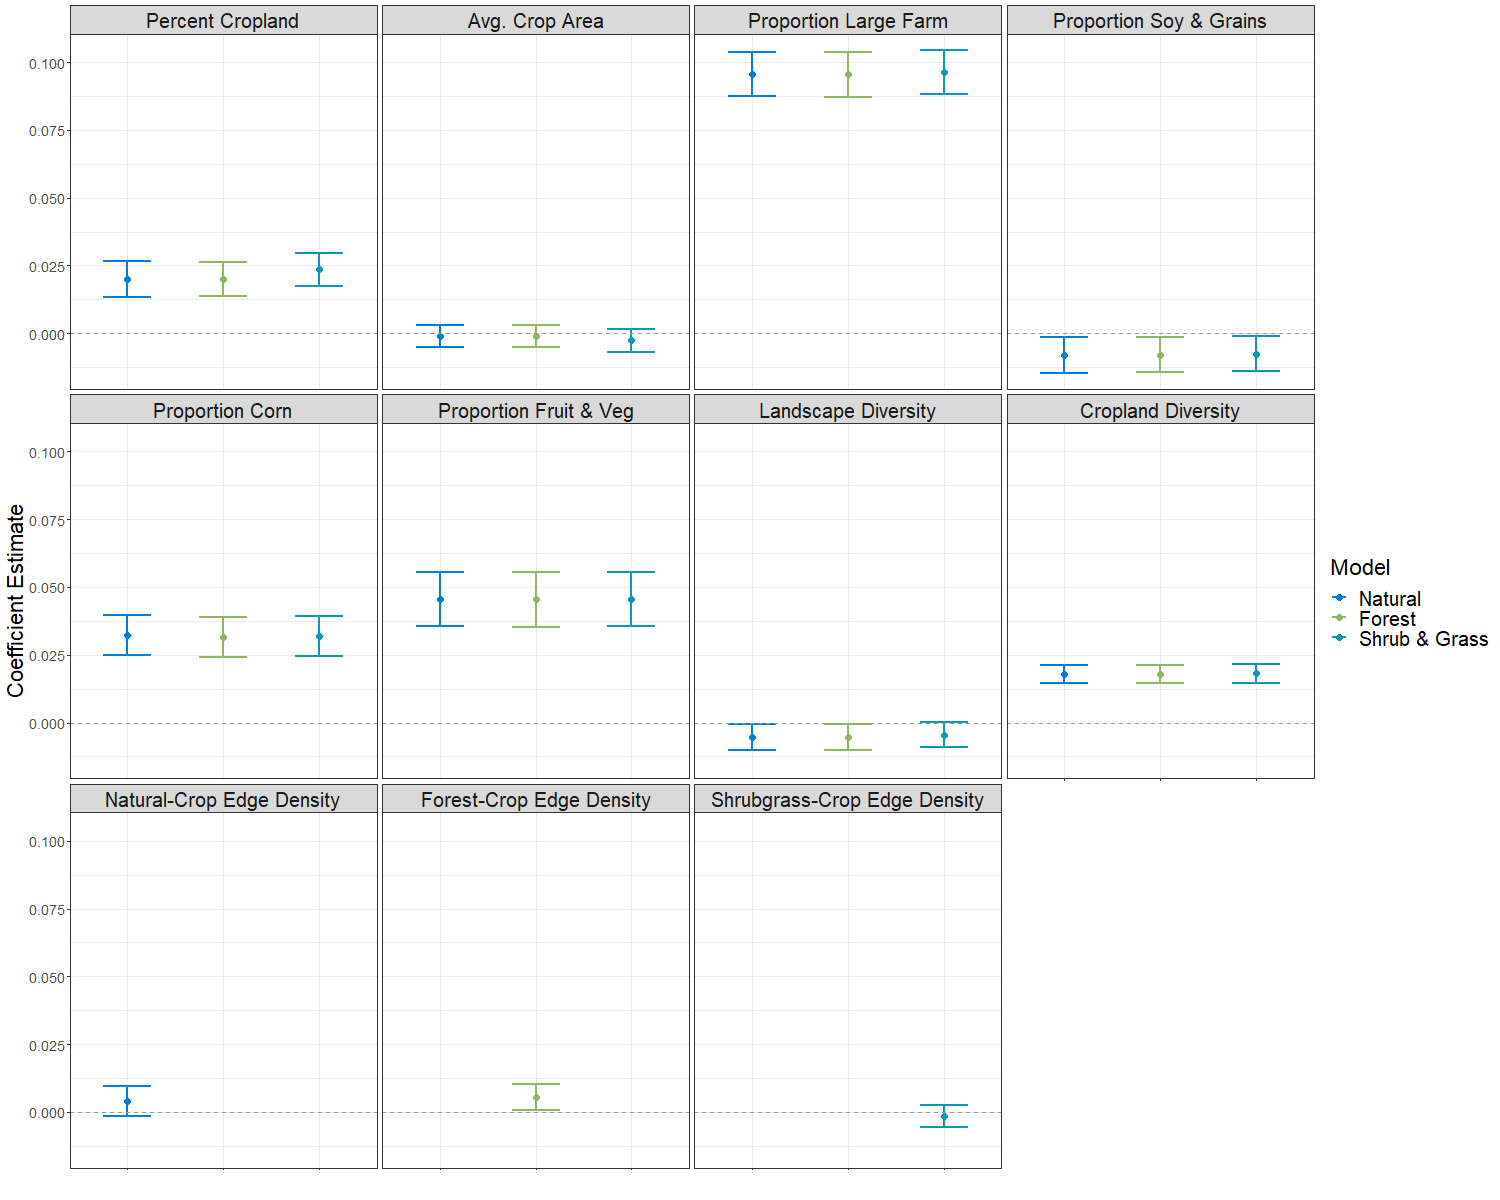 Percent Cropland
Avg. Crop Area
Proportion Large Farm
Proportion Soy & Grains
0.100
0.075
0.050
0.025
0.000
Proportion Corn
Proportion Fruit & Veg
Landscape Diversity
Cropland Diversity
0.100
0.075
0.050
0.025
0.000
Natural-Crop Edge Density
Forest-Crop Edge Density
Shrubgrass-Crop Edge Density
0.100
0.075
0.050
0.025
0.000
Coefficient Estimate
Model
Natural
Forest
Shrub & Grass